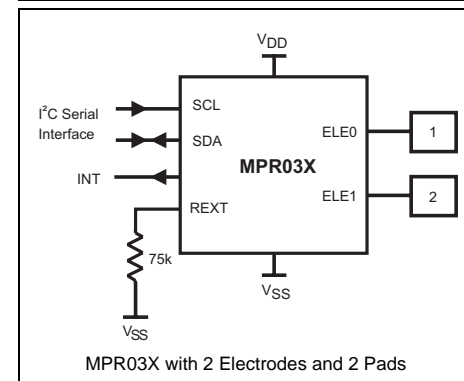 VDD
I²C Serial
Interface
SCL
SDA
INT
REXT
MPR03X
ELE0
1
ELE1
2
75k
VSS
VSS
MPR03X with 2 Electrodes and 2 Pads